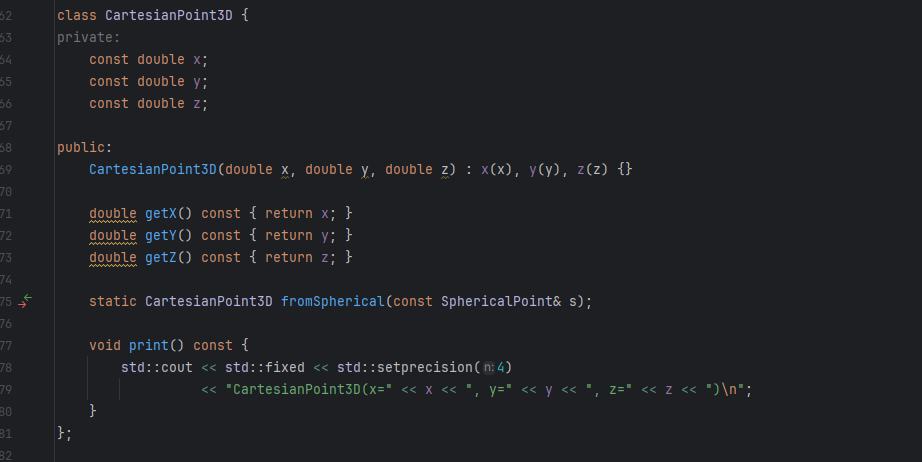 62 class CartesianPoint3D {
63 private:
64     const double x;
65     const double y;
66     const double z;
67
68 public:
69     CartesianPoint3D(double x, double y, double z) : x(x), y(y), z(z) {}
70
71     double getX() const { return x; }
72     double getY() const { return y; }
73     double getZ() const { return z; }
74
75     static CartesianPoint3D fromSpherical(const SphericalPoint& s);
76
77     void print() const {
78         std::cout << std::fixed << std::setprecision(n:4)
79                   << "CartesianPoint3D(x=" << x << ", y=" << y << ", z=" << z << ")\n";
80     }
81 };
82